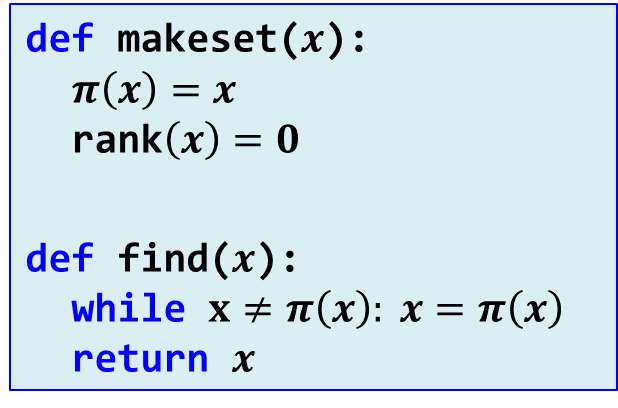 def makeset(x):
π(x) = x
rank(x) = 0
def find(x):
while x ≠ π(x): x = π(x)
return x